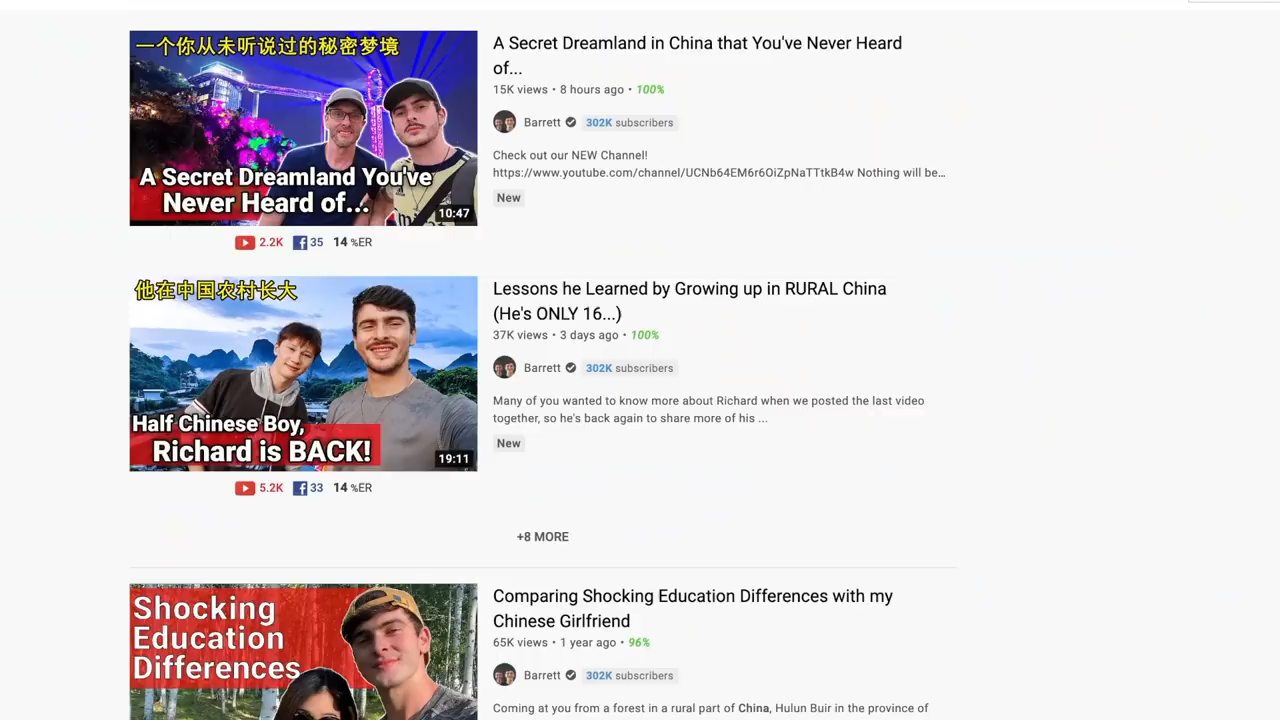 一个你从未听说过的秘密梦境
A Secret Dreamland You've
Never Heard of...
10:47
2.2K 35 14 %ER
A Secret Dreamland in China that You've Never Heard
of...
15K views • 8 hours ago • 100%
Barrett 302K subscribers
Check out our NEW Channel!
https://www.youtube.com/channel/UCNb64EM6r6OiZpNaTTtkB4w Nothing will be…
New
他在中国农村长大
Half Chinese Boy,
Richard is BACK!
19:11
5.2K 33 14 %ER
Lessons he Learned by Growing up in RURAL China
(He's ONLY 16...)
37K views • 3 days ago • 100%
Barrett 302K subscribers
Many of you wanted to know more about Richard when we posted the last video
together, so he's back again to share more of his ...
New
+8 MORE
Shocking
Education
Differences
Comparing Shocking Education Differences with my
Chinese Girlfriend
65K views • 1 year ago • 96%
Barrett 302K subscribers
Coming at you from a forest in a rural part of China, Hulun Buir in the province of